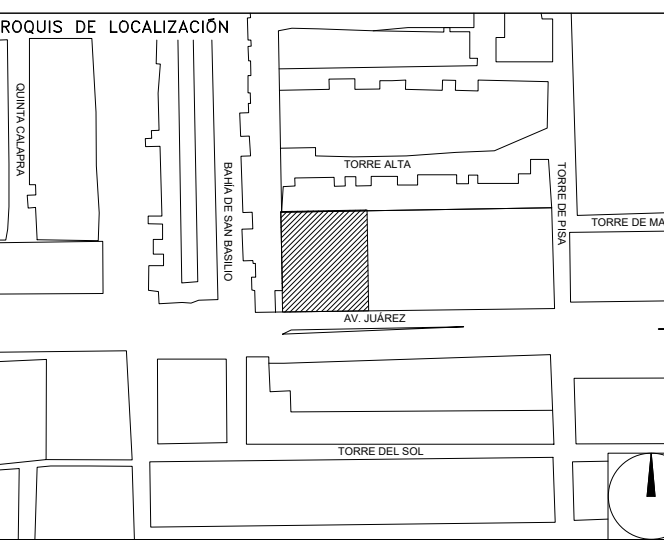 ROQUIS DE LOCALIZACIÓN
QUINTA CALAPRA
BAHÍA DE SAN BASILIO
TORRE ALTA
TORRE DE PISA
TORRE DE MA
AV. JUÁREZ
TORRE DEL SOL